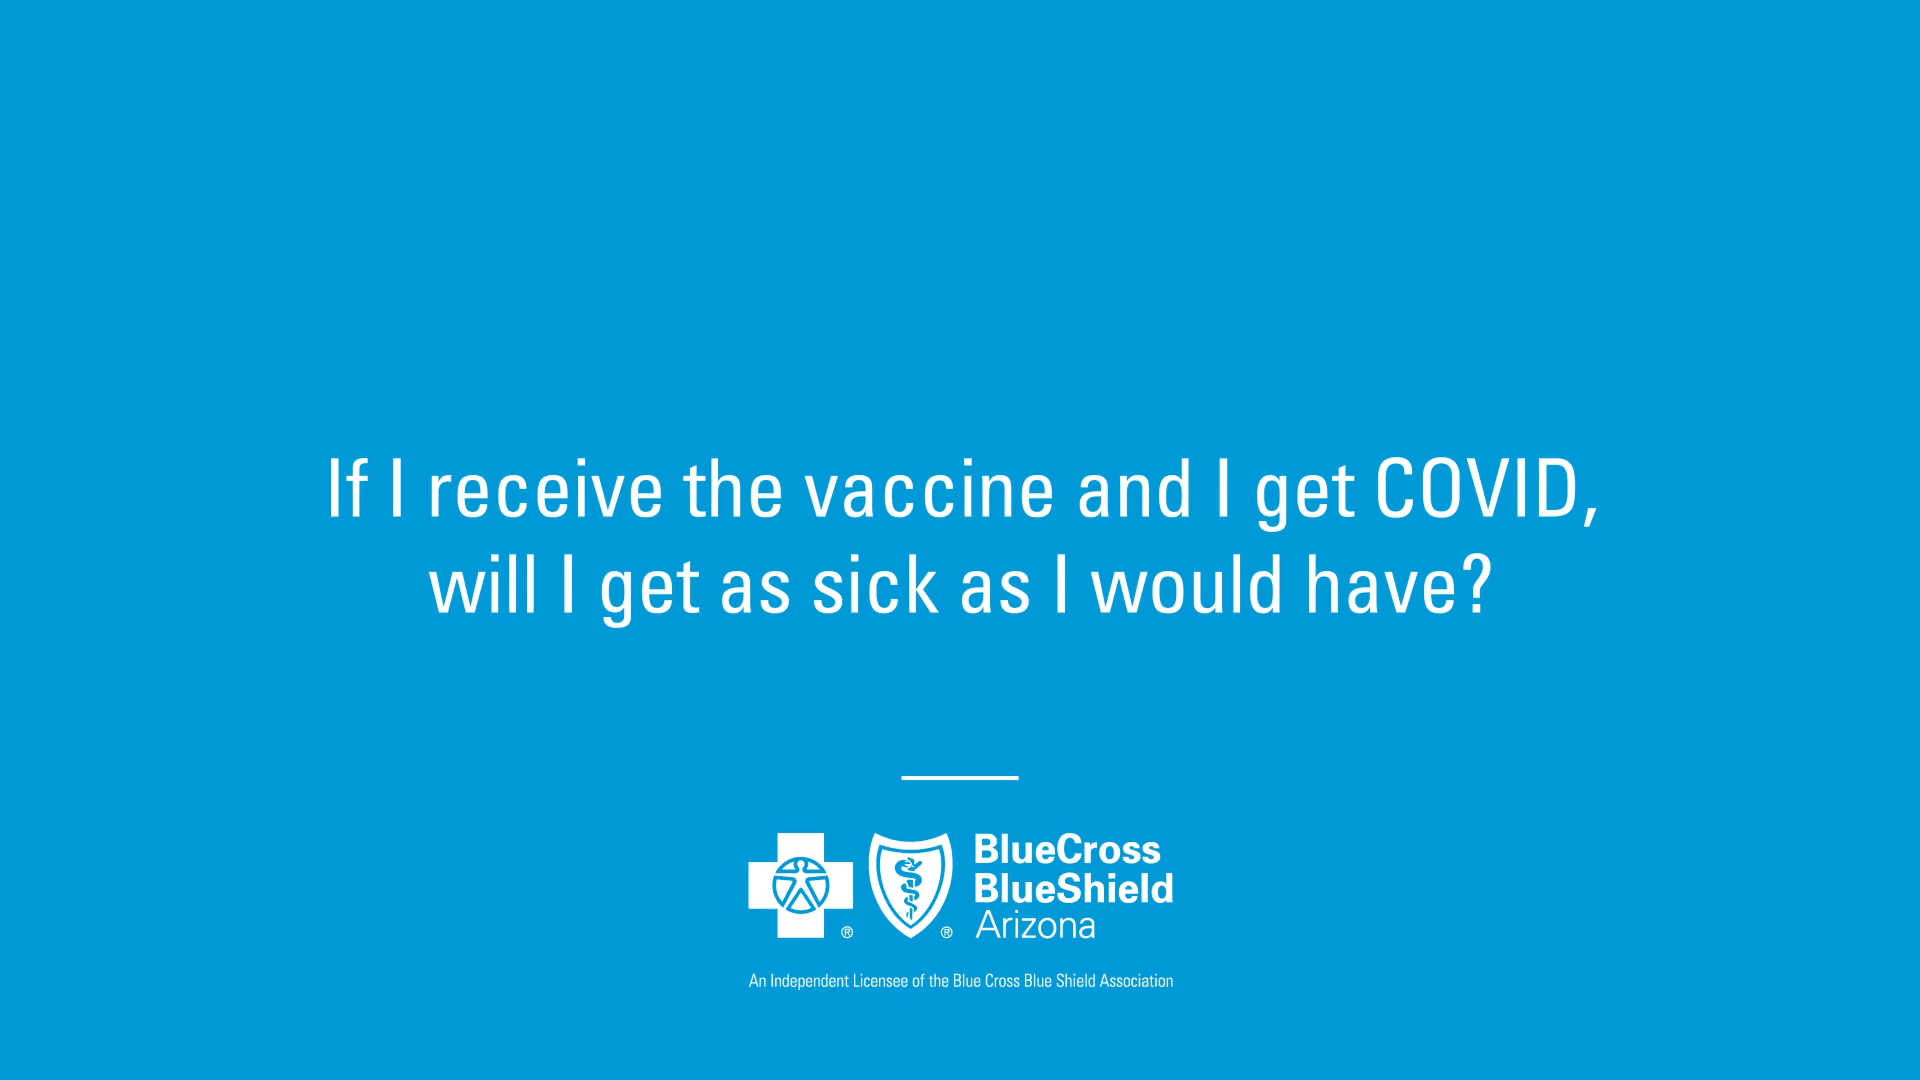 If I receive the vaccine and I get COVID,
will I get as sick as I would have?
BlueCross
BlueShield
Arizona
® ®
An Independent Licensee of the Blue Cross Blue Shield Association